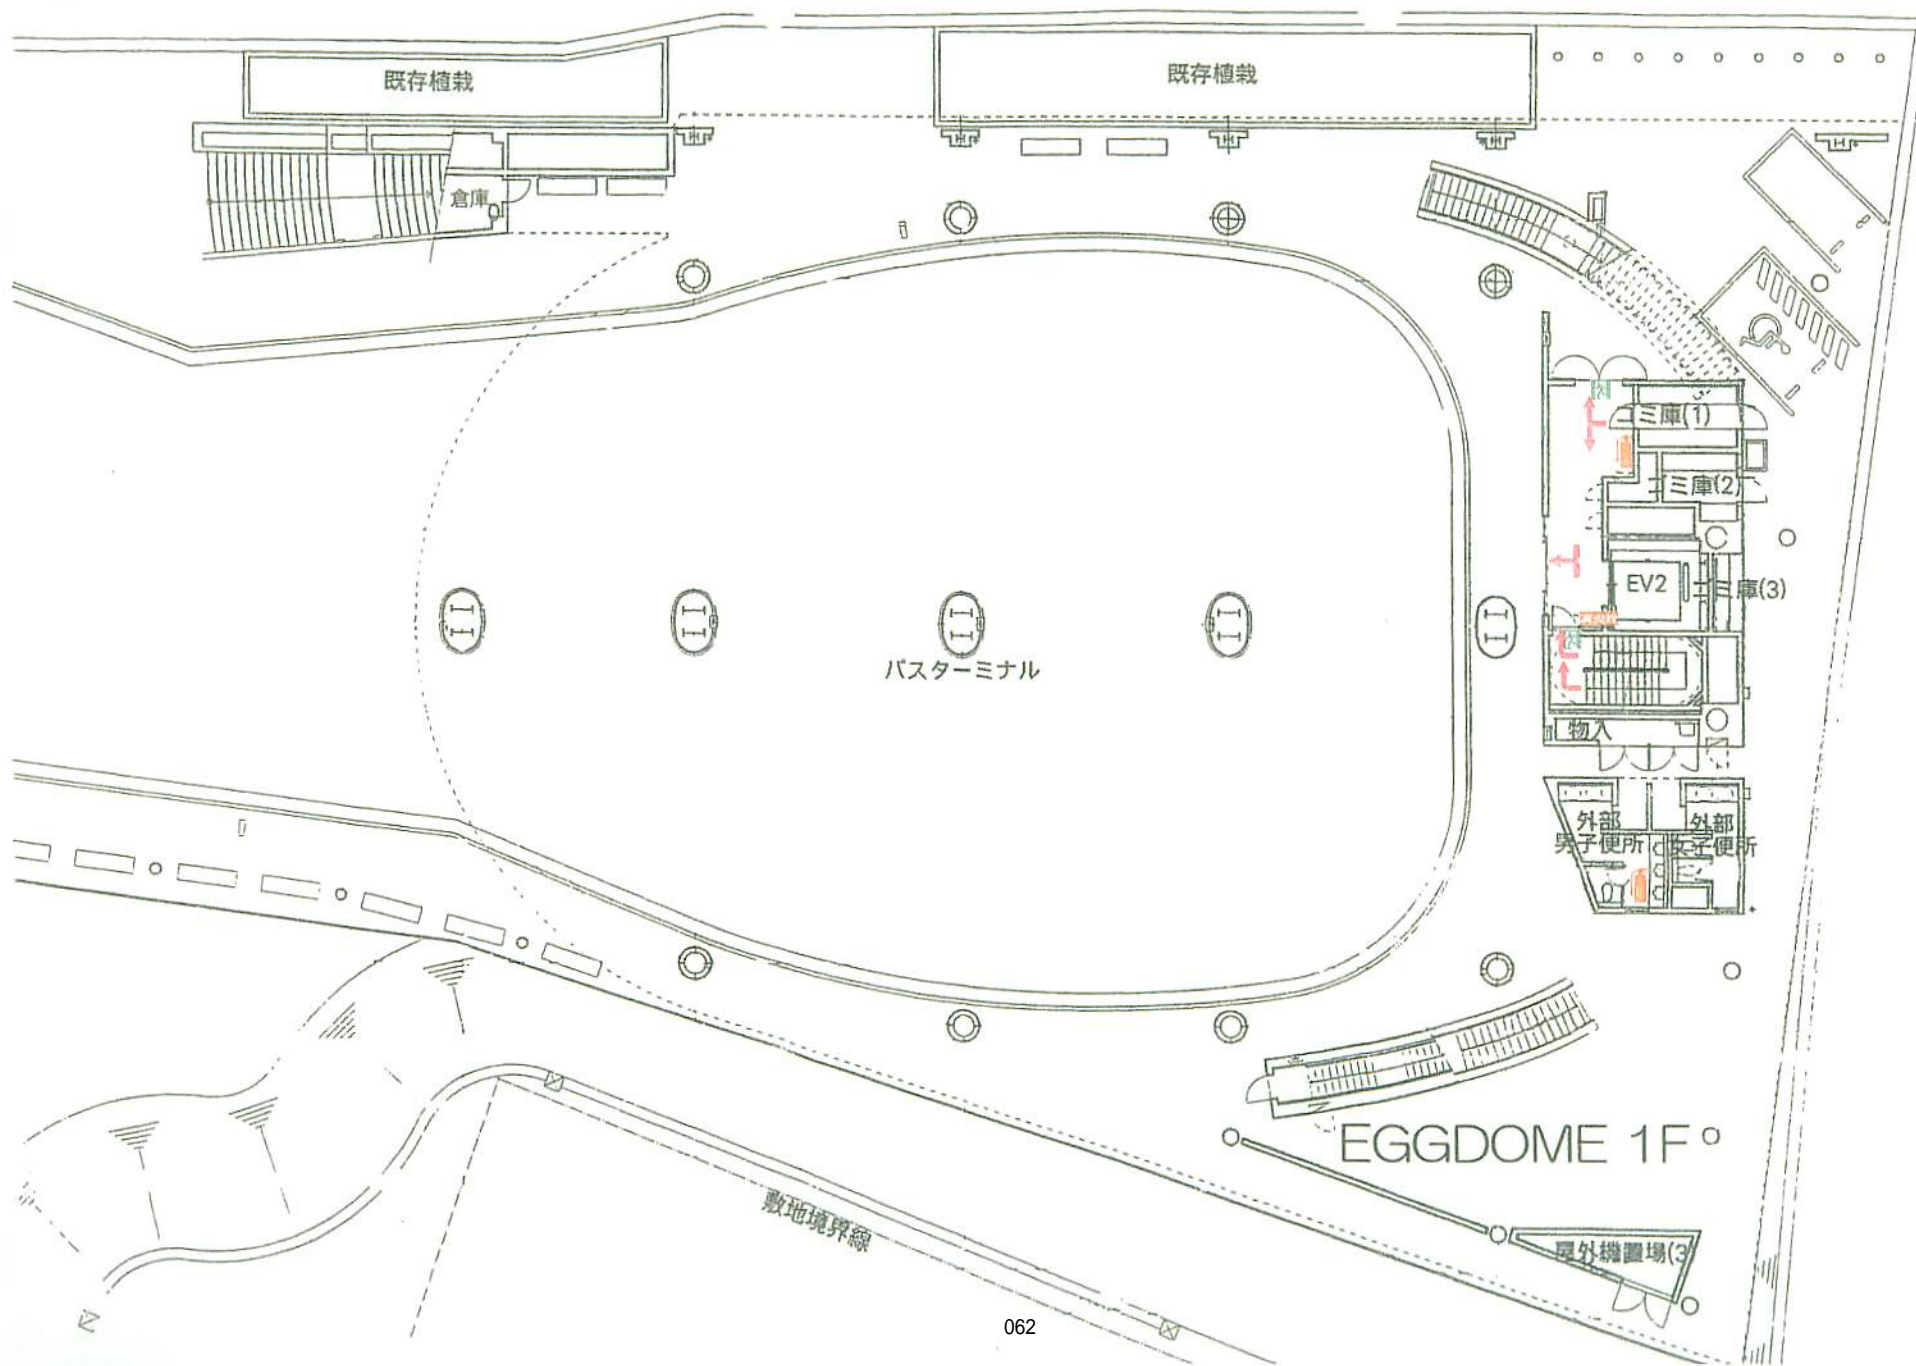 既存植栽
既存植栽
倉庫
ゴミ庫(1)
ゴミ庫(2)
EV2
ゴミ庫(3)
バスターミナル
物入
外部
男子便所
外部
女子便所
EGGDOME 1F
敷地境界線
屋外機置場(3
062